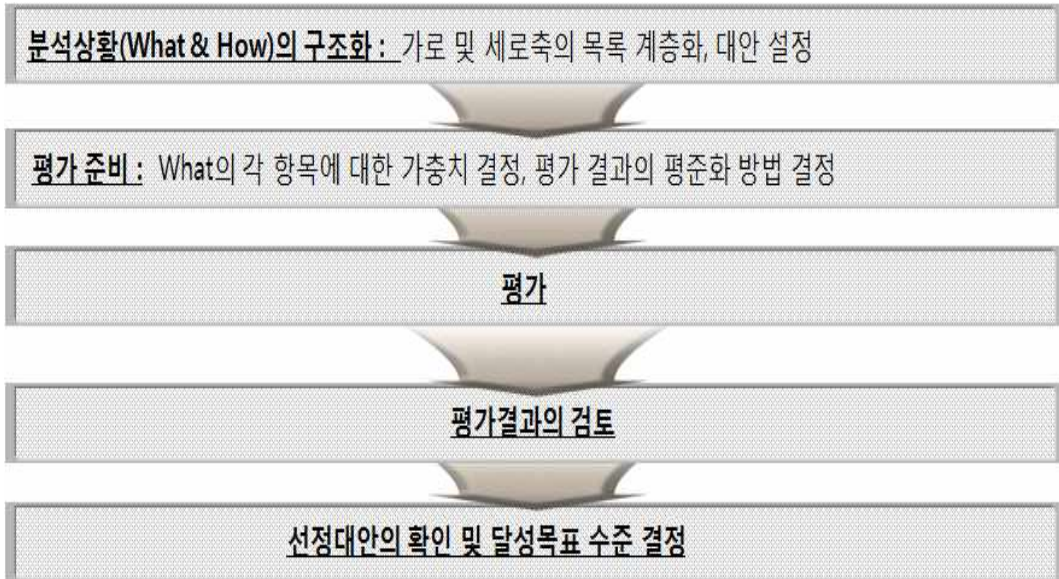 분석상황(What & How)의 구조화 : 가로 및 세로축의 목록 계층화, 대안 설정
평가 준비 : What의 각 항목에 대한 가중치 결정, 평가 결과의 평준화 방법 결정
평가
평가결과의 검토
선정대안의 확인 및 달성목표 수준 결정